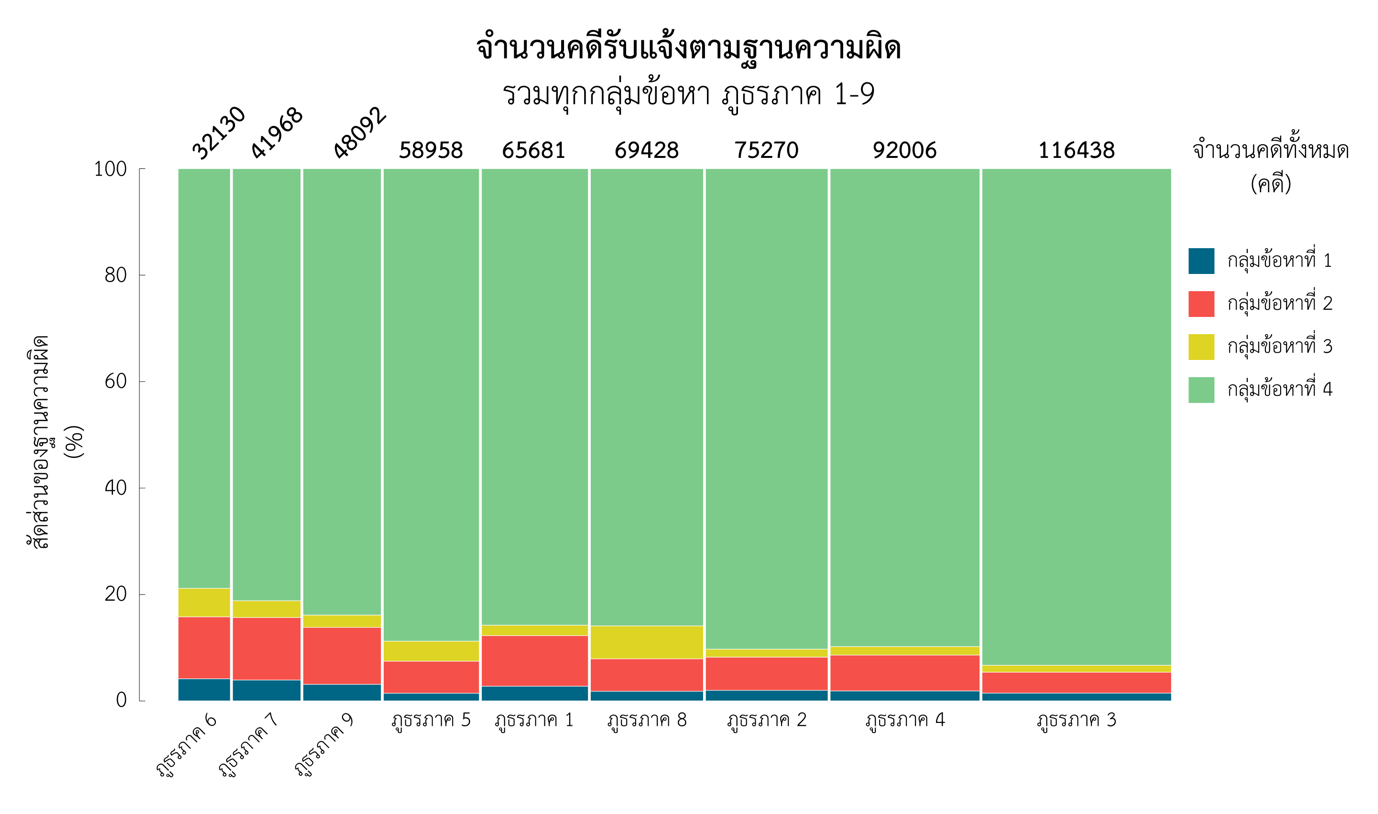 จำนวนคดีรับแจ้งตามฐานความผิด
รวมทุกกลุ่มข้อหา ภูธรภาค 1-9
32130 41968 48092 58958 65681 69428 75270 92006 116438
จำนวนคดีทั้งหมด
(คดี)
100
80
60
40
20
0
สัดส่วนของฐานความผิด
(%)
กลุ่มข้อหาที่ 1
กลุ่มข้อหาที่ 2
กลุ่มข้อหาที่ 3
กลุ่มข้อหาที่ 4
ภูธรภาค 6 ภูธรภาค 7 ภูธรภาค 9 ภูธรภาค 5 ภูธรภาค 1 ภูธรภาค 8 ภูธรภาค 2 ภูธรภาค 4 ภูธรภาค 3